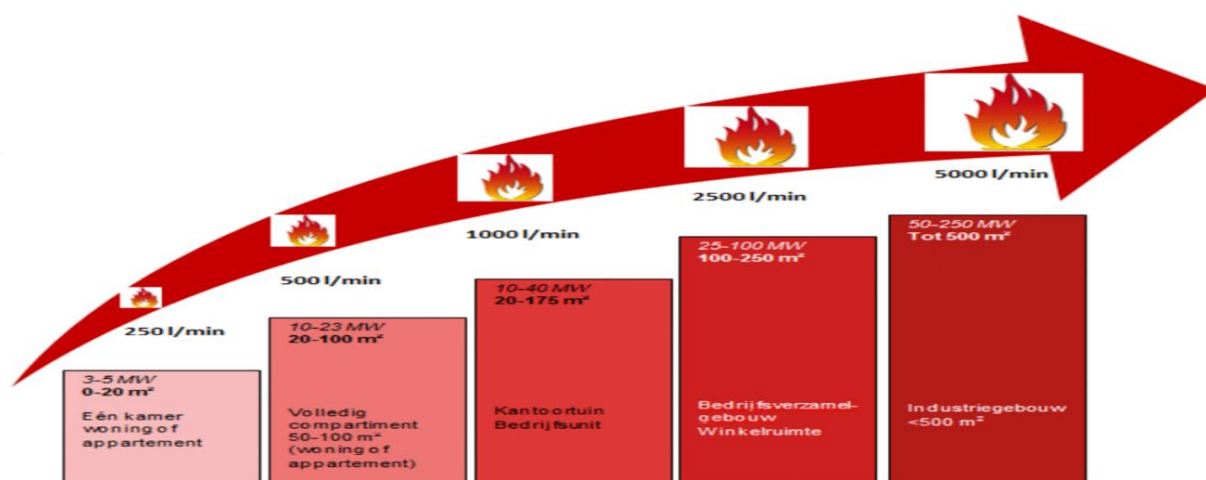 250 l/min
500 l/min
1000 l/min
2500 l/min
5000 l/min
3-5 MW
0-20 m²
Eén kamer
woning of
appartement
10-23 MW
20-100 m²
Volledig
compartiment
50-100 m²
(woning of
appartement)
10-40 MW
20-175 m²
Kantoortuin
Bedrijfsunit
25-100 MW
100-250 m²
Bedrijfsverzamel-
gebouw
Winkelruimte
50-250 MW
Tot 500 m²
Industriegebouw
<500 m²